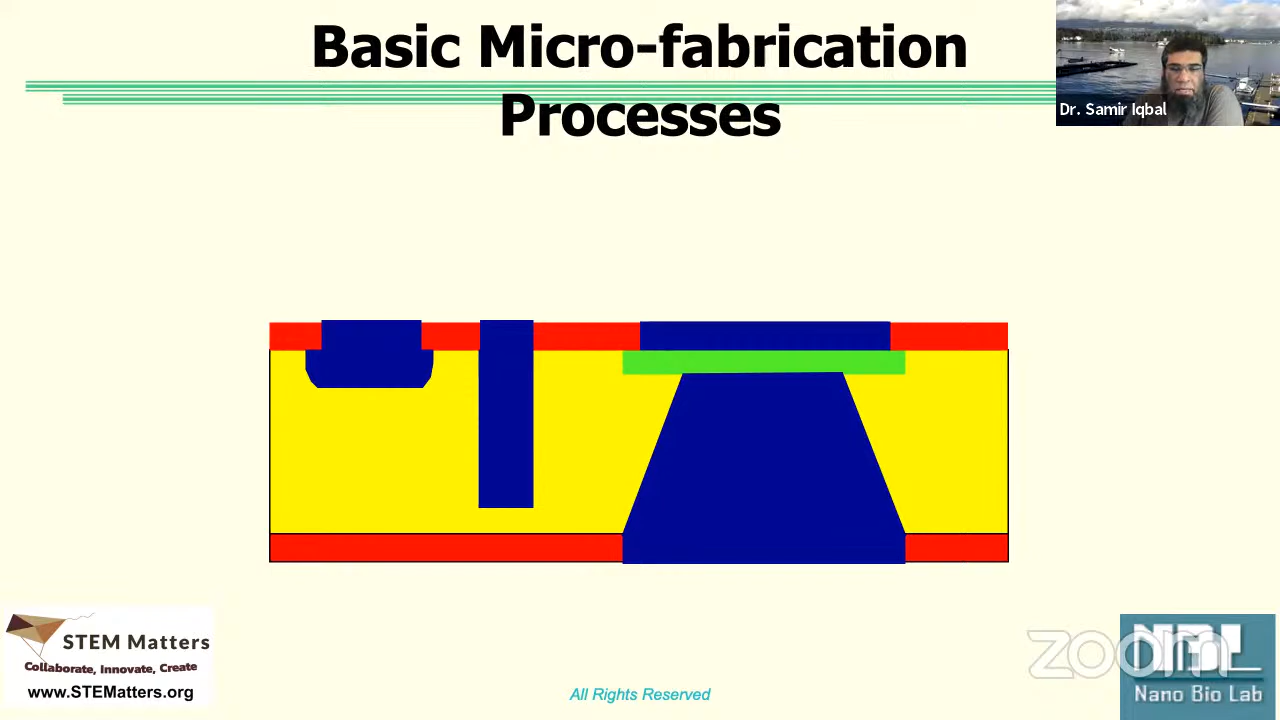 Basic Micro-fabrication
Processes
Dr. Samir Iqbal
STEM Matters
Collaborate, Innovate, Create
www.STEMatters.org
All Rights Reserved
zoom
NBL
Nano Bio Lab